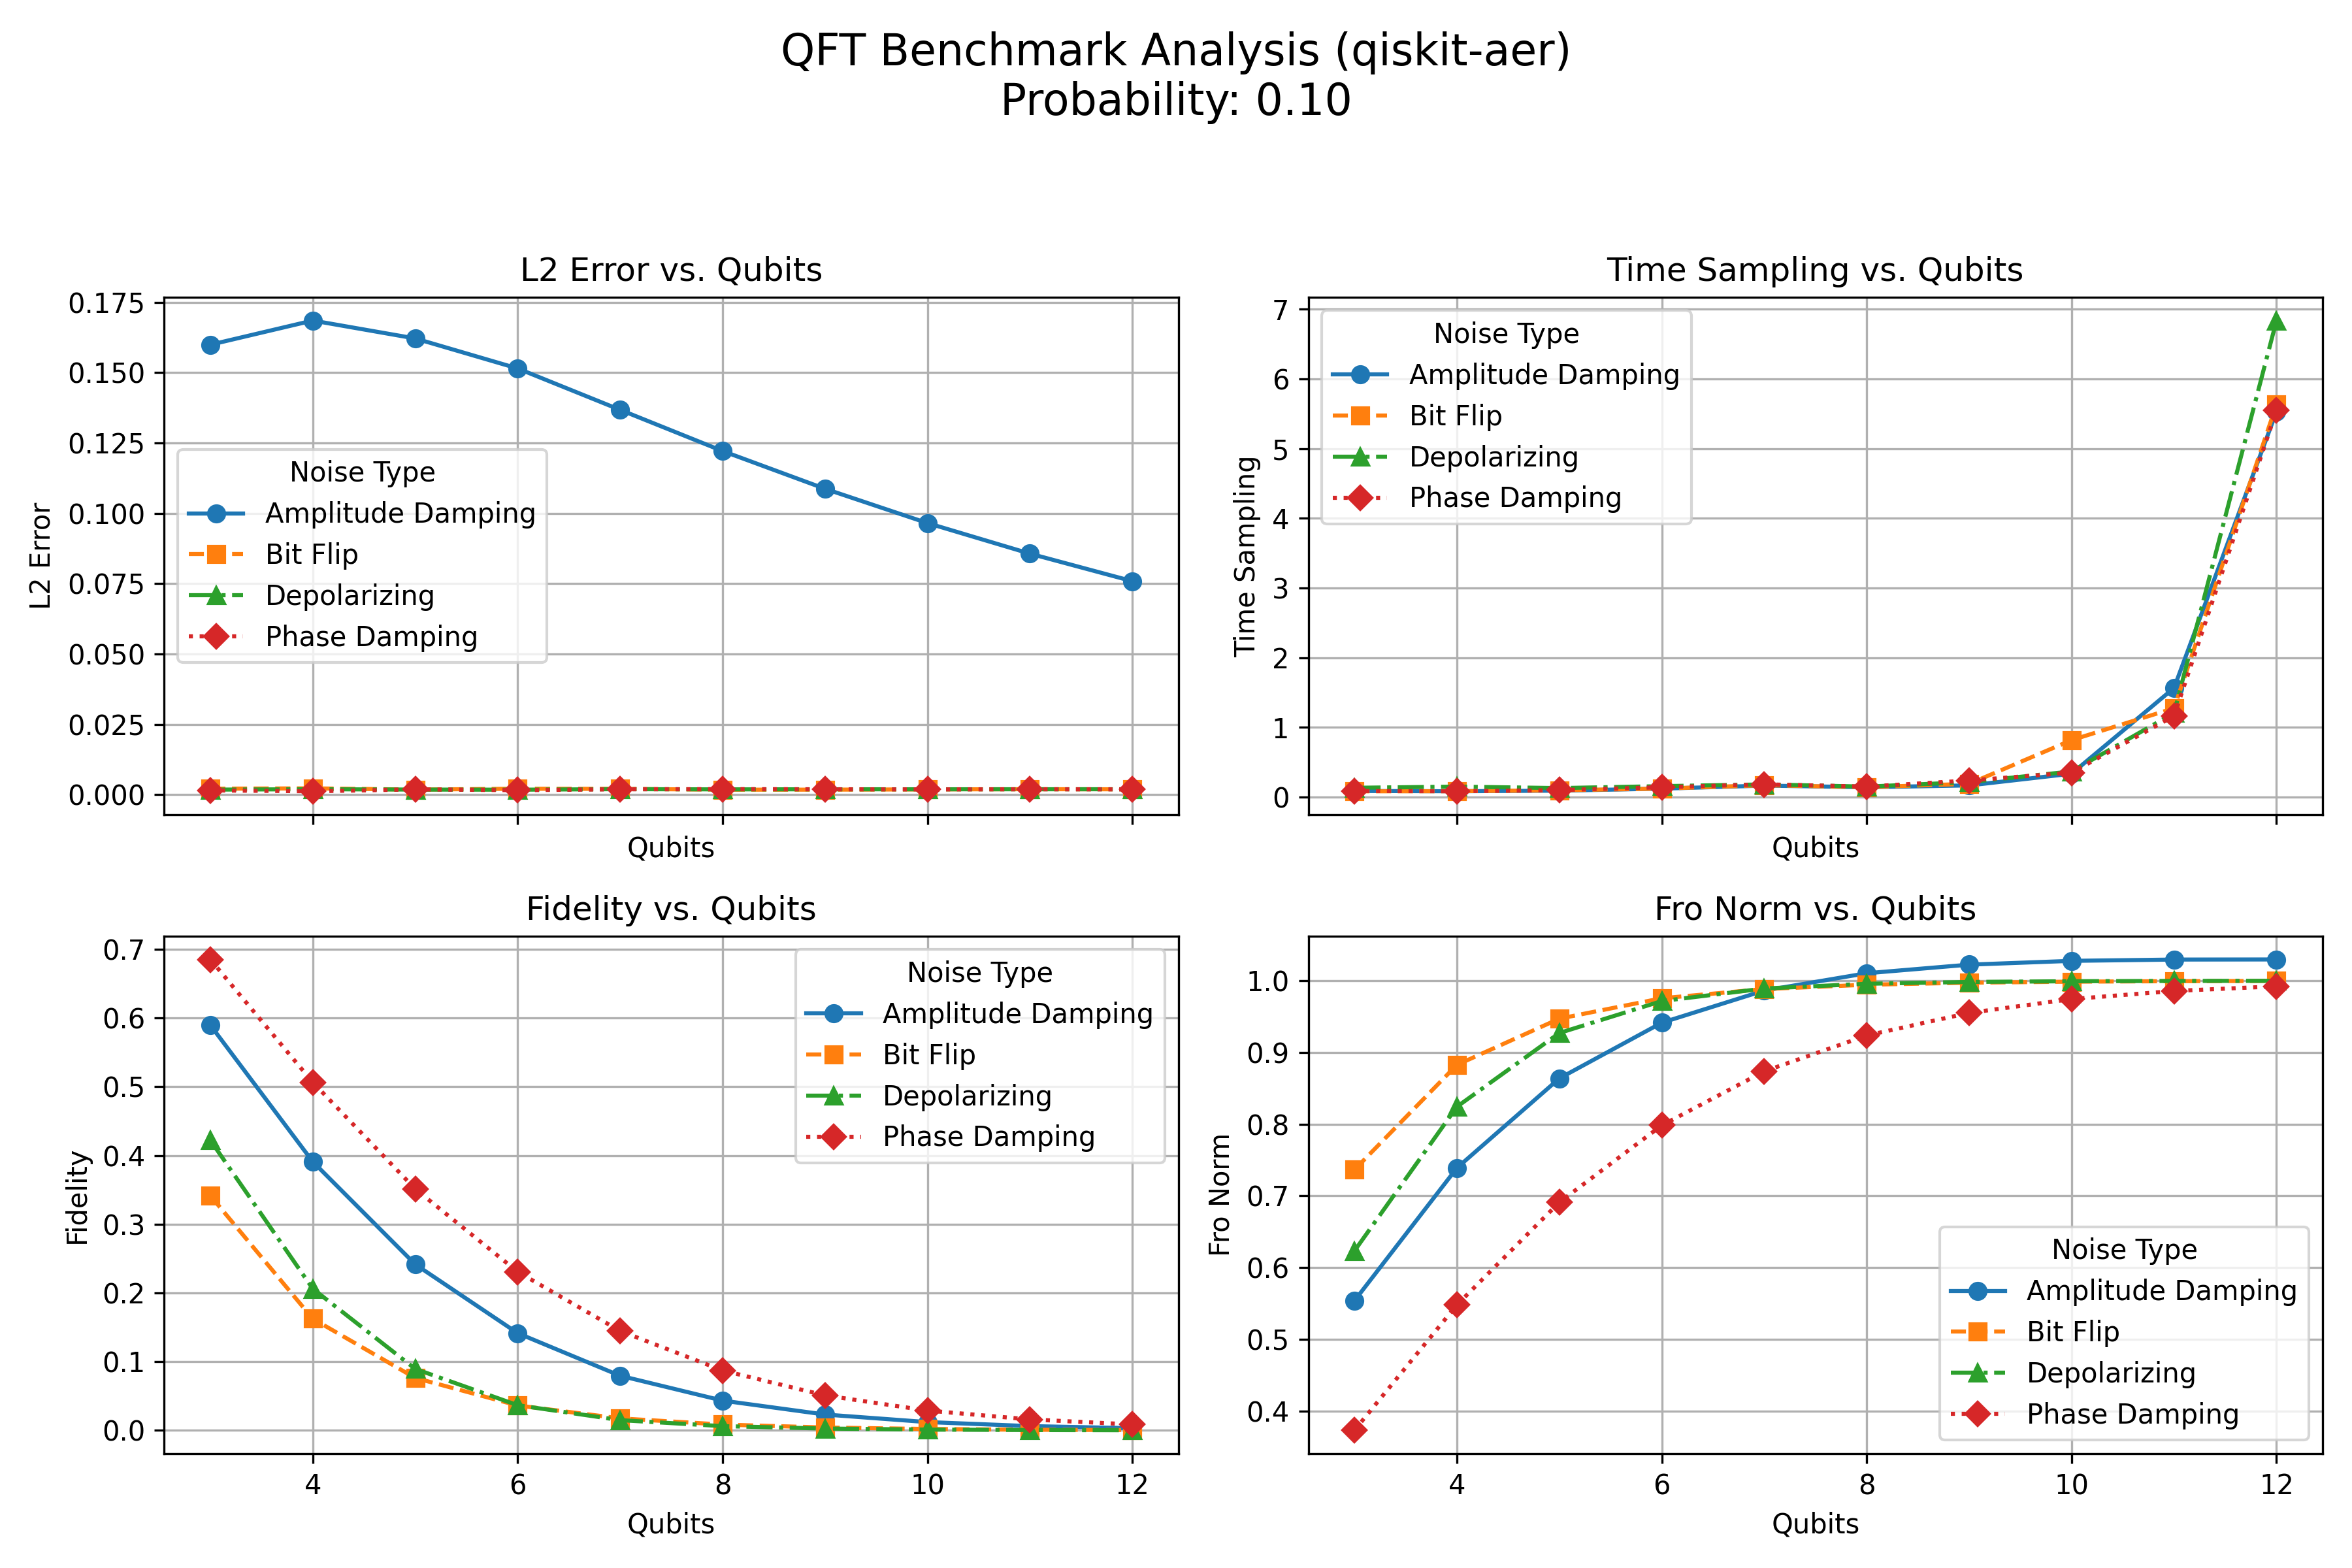 QFT Benchmark Analysis (qiskit-aer)
Probability: 0.10
L2 Error vs. Qubits
0.175
0.150
0.125
0.100
0.075
0.050
0.025
0.000
L2 Error
Noise Type
Amplitude Damping
Bit Flip
Depolarizing
Phase Damping
Qubits
Time Sampling vs. Qubits
7
6
5
4
3
2
1
0
Time Sampling
Noise Type
Amplitude Damping
Bit Flip
Depolarizing
Phase Damping
Qubits
Fidelity vs. Qubits
0.7
0.6
0.5
0.4
0.3
0.2
0.1
0.0
Fidelity
Noise Type
Amplitude Damping
Bit Flip
Depolarizing
Phase Damping
4 6 8 10 12
Qubits
Fro Norm vs. Qubits
1.0
0.9
0.8
0.7
0.6
0.5
0.4
Fro Norm
Noise Type
Amplitude Damping
Bit Flip
Depolarizing
Phase Damping
4 6 8 10 12
Qubits